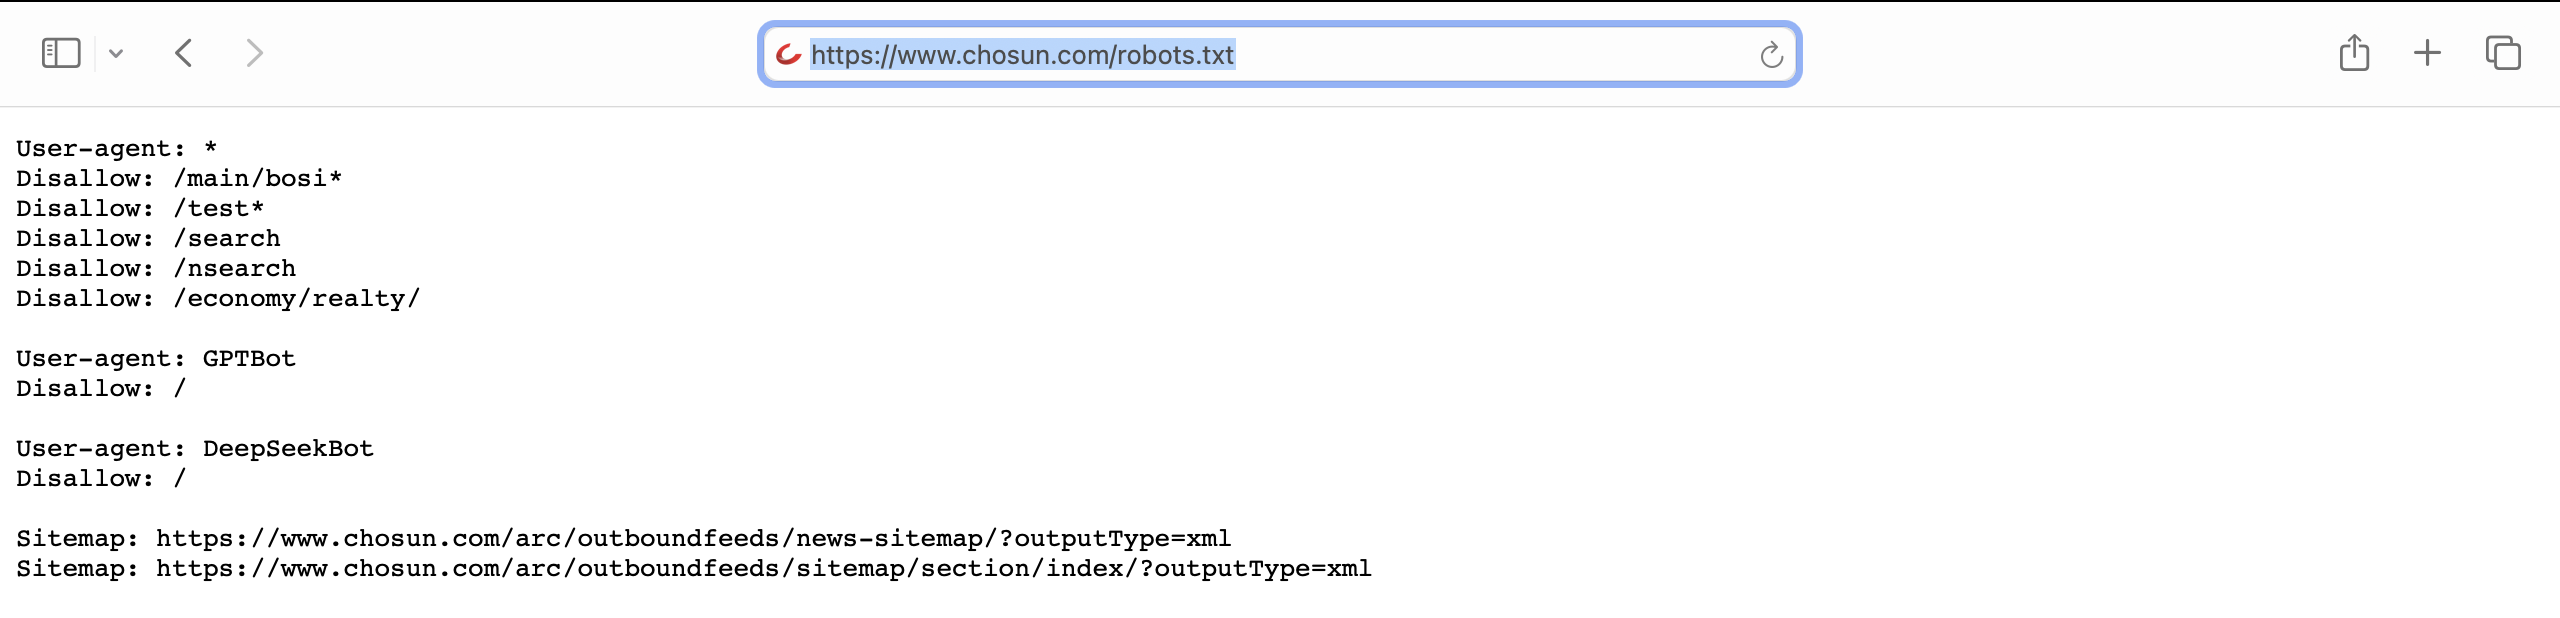 https://www.chosun.com/robots.txt
User-agent: *
Disallow: /main/bosi*
Disallow: /test*
Disallow: /search
Disallow: /nsearch
Disallow: /economy/realty/
User-agent: GPTBot
Disallow: /
User-agent: DeepSeekBot
Disallow: /
Sitemap: https://www.chosun.com/arc/outboundfeeds/news-sitemap/?outputType=xml
Sitemap: https://www.chosun.com/arc/outboundfeeds/sitemap/section/index/?outputType=xml